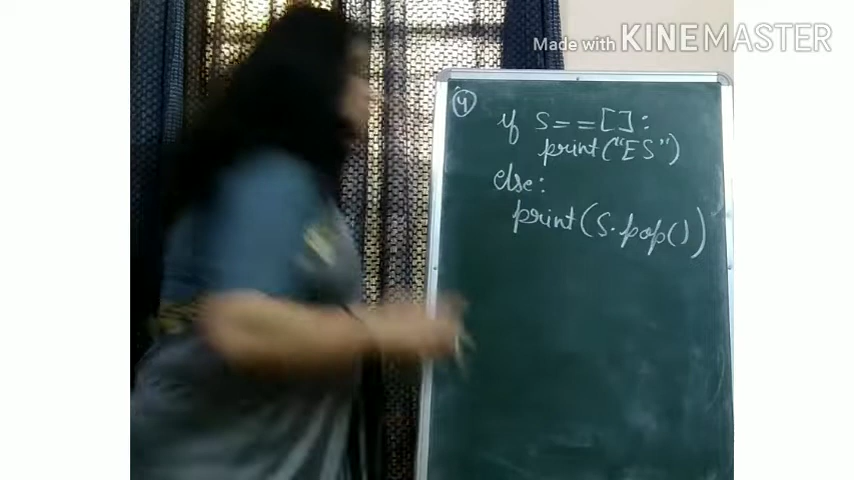 Made with KINEMASTER
4
if S==[]:
print("ES")
else:
print(S.pop())